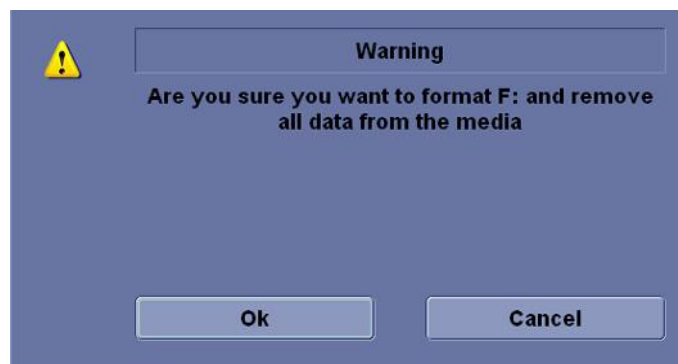 Warning
Are you sure you want to format F: and remove
all data from the media
Ok
Cancel